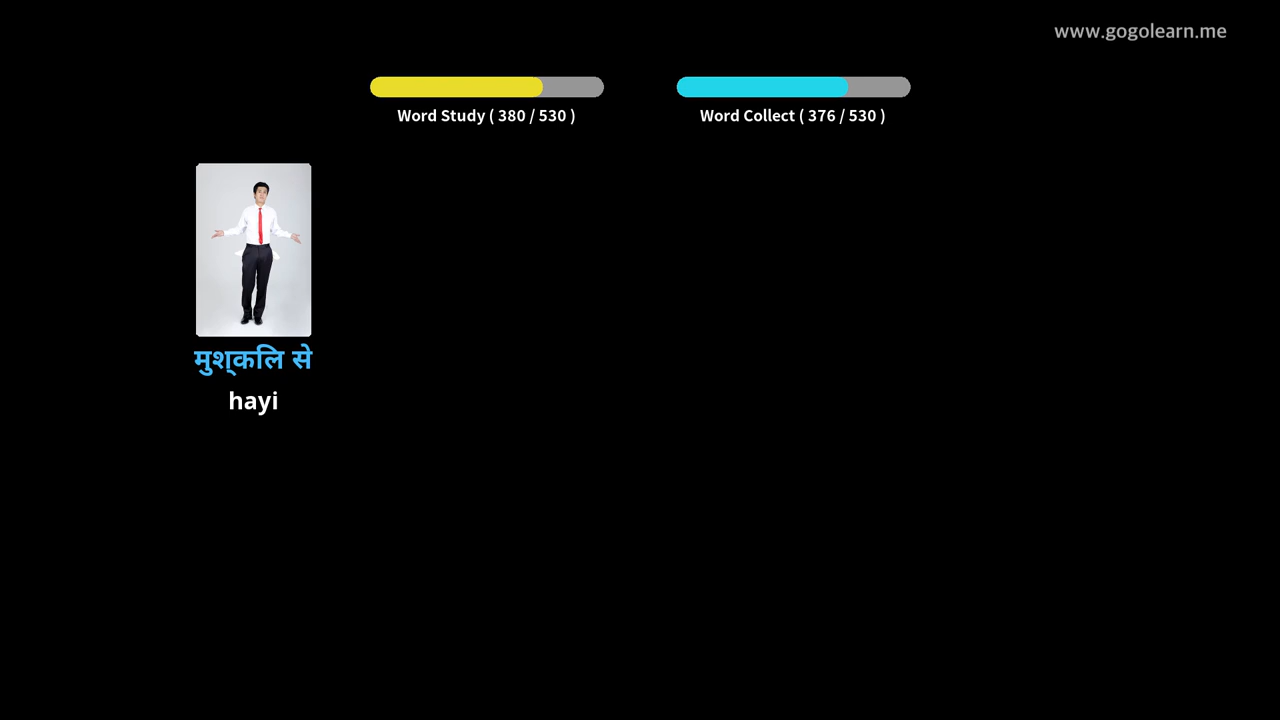 www.gogolearn.me
Word Study ( 380 / 530 )
Word Collect ( 376 / 530 )
मुश्कलि से
hayi